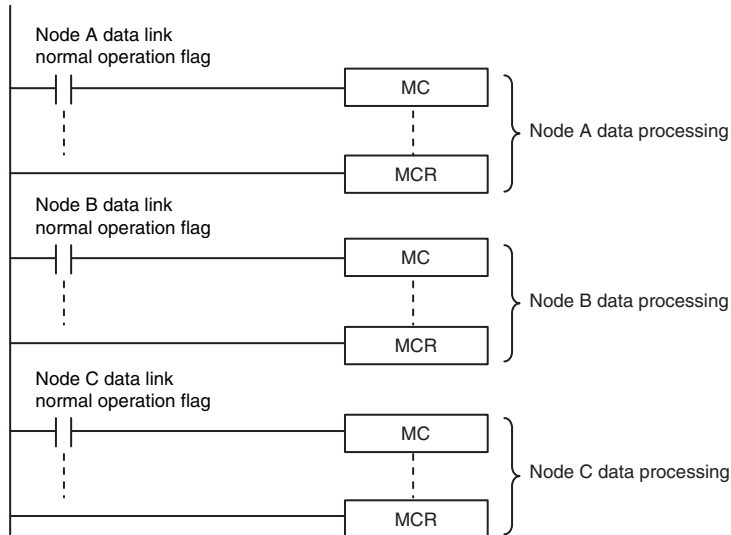 Node A data link
normal operation flag
MC
Node A data processing
MCR
Node B data link
normal operation flag
MC
Node B data processing
MCR
Node C data link
normal operation flag
MC
Node C data processing
MCR